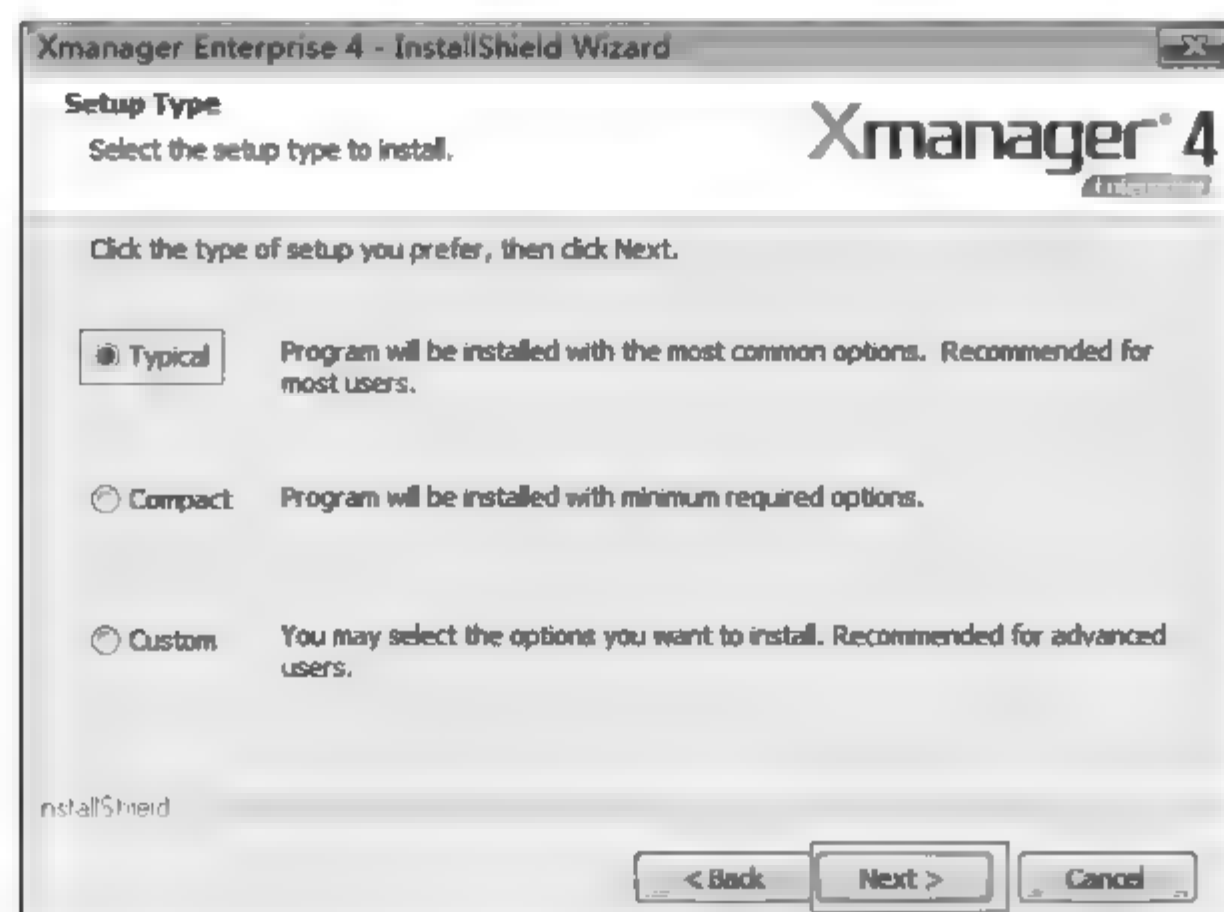 Xmanager Enterprise 4 - InstallShield Wizard
Setup Type
Select the setup type to install.
Xmanager 4
Enterprise
Click the type of setup you prefer, then click Next.
Typical
Program will be installed with the most common options. Recommended for
most users.
Compact
Program will be installed with minimum required options.
Custom
You may select the options you want to install. Recommended for advanced
users.
InstallShield
< Back
Next >
Cancel